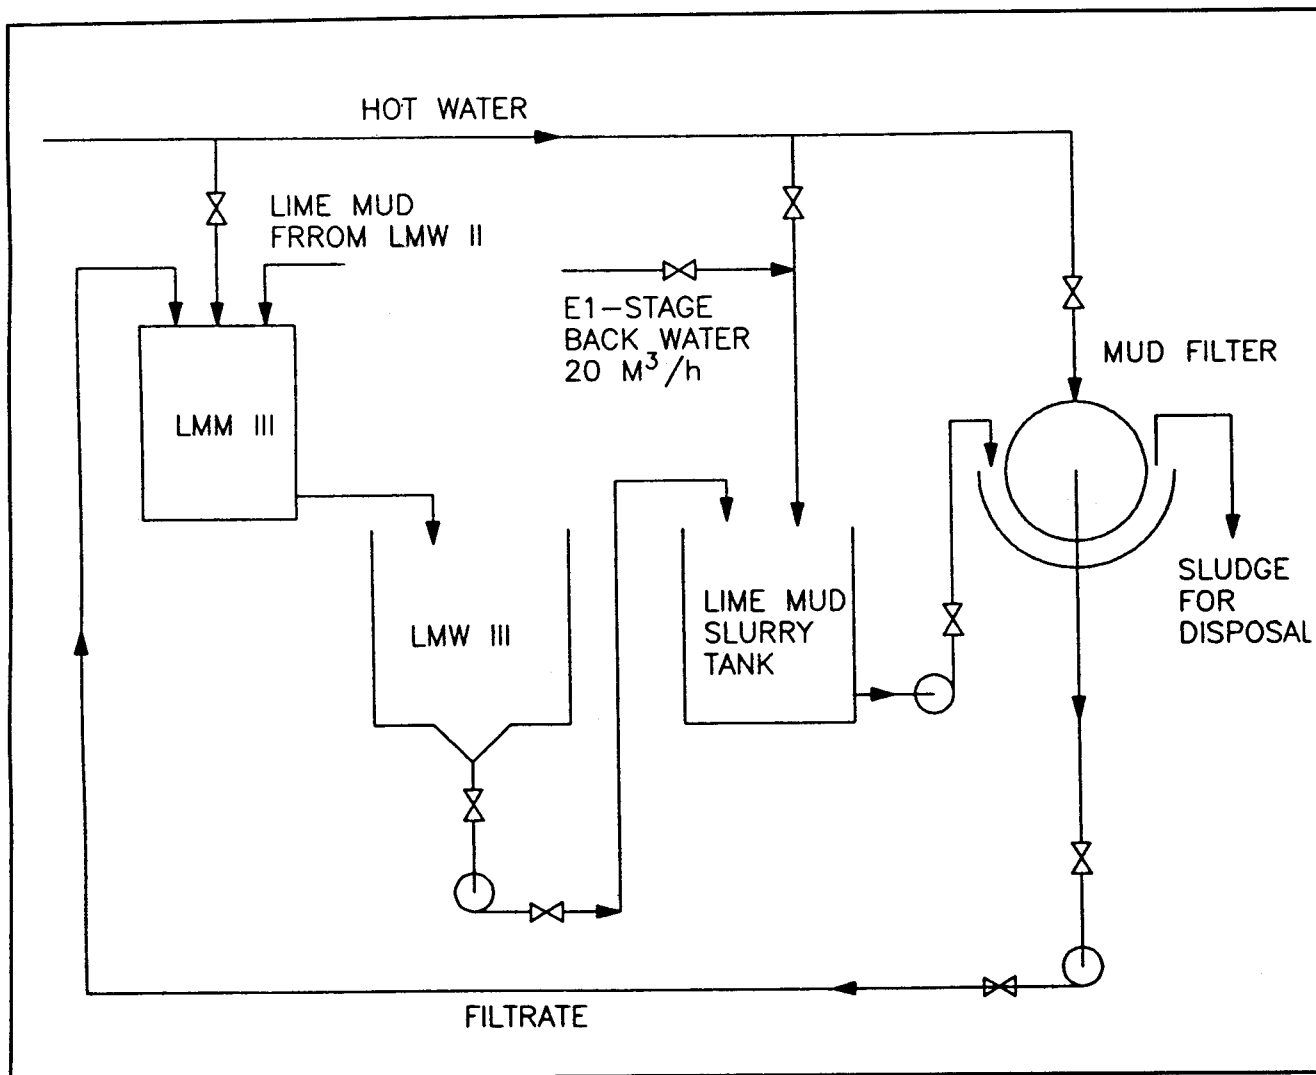 HOT WATER
LIME MUD
FRROM LMW II
E1-STAGE
BACK WATER
20 M³/h
MUD FILTER
LMM III
LMW III
LIME MUD
SLURRY
TANK
SLUDGE
FOR
DISPOSAL
FILTRATE